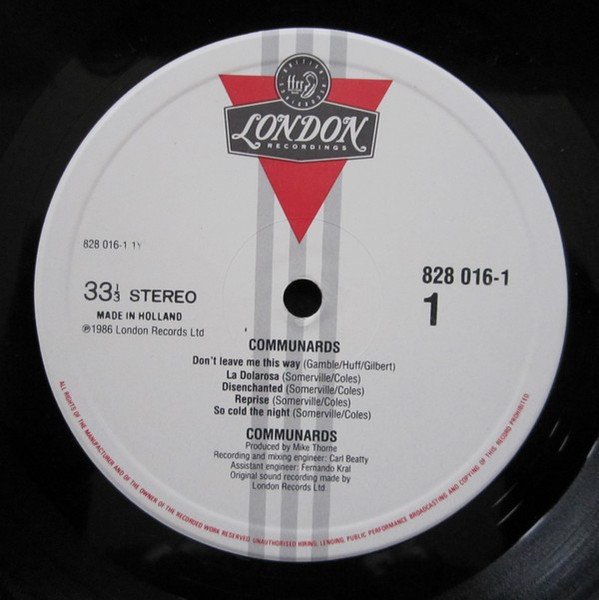 ffrr
LONDON
RECORDINGS
828 016-1 1Y
33⅓ STEREO
MADE IN HOLLAND
℗1986 London Records Ltd
828 016-1
1
COMMUNARDS
Don't leave me this way (Gamble/Huff/Gilbert)
La Dolarosa (Somerville/Coles)
Disenchanted (Somerville/Coles)
Reprise (Somerville/Coles)
So cold the night (Somerville/Coles)
COMMUNARDS
Produced by Mike Thorne
Recording and mixing engineer: Carl Beatty
Assistant engineer: Fernando Kral
Original sound recording made by
London Records Ltd.
ALL RIGHTS OF THE MANUFACTURER AND OF THE OWNER OF THE RECORDED WORK RESERVED. UNAUTHORISED HIRING, LENDING, PUBLIC PERFORMANCE, BROADCASTING AND COPYING OF THIS RECORD PROHIBITED